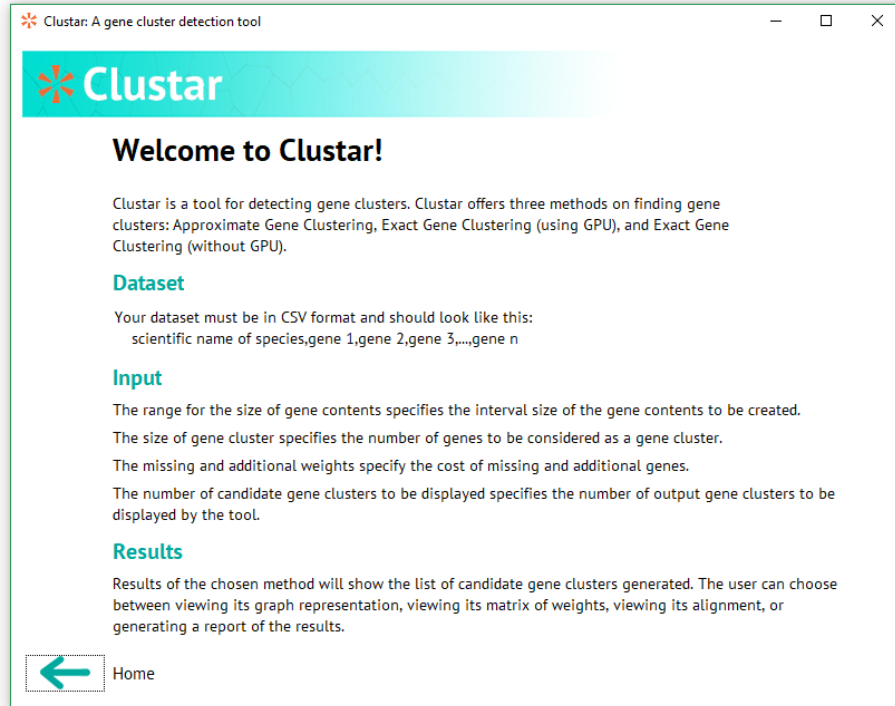 Clustar: A gene cluster detection tool
Clustar
Welcome to Clustar!
Clustar is a tool for detecting gene clusters. Clustar offers three methods on finding gene
clusters: Approximate Gene Clustering, Exact Gene Clustering (using GPU), and Exact Gene
Clustering (without GPU).
Dataset
Your dataset must be in CSV format and should look like this:
scientific name of species,gene 1,gene 2,gene 3,...,gene n
Input
The range for the size of gene contents specifies the interval size of the gene contents to be created.
The size of gene cluster specifies the number of genes to be considered as a gene cluster.
The missing and additional weights specify the cost of missing and additional genes.
The number of candidate gene clusters to be displayed specifies the number of output gene clusters to be
displayed by the tool.
Results
Results of the chosen method will show the list of candidate gene clusters generated. The user can choose
between viewing its graph representation, viewing its matrix of weights, viewing its alignment, or
generating a report of the results.
Home